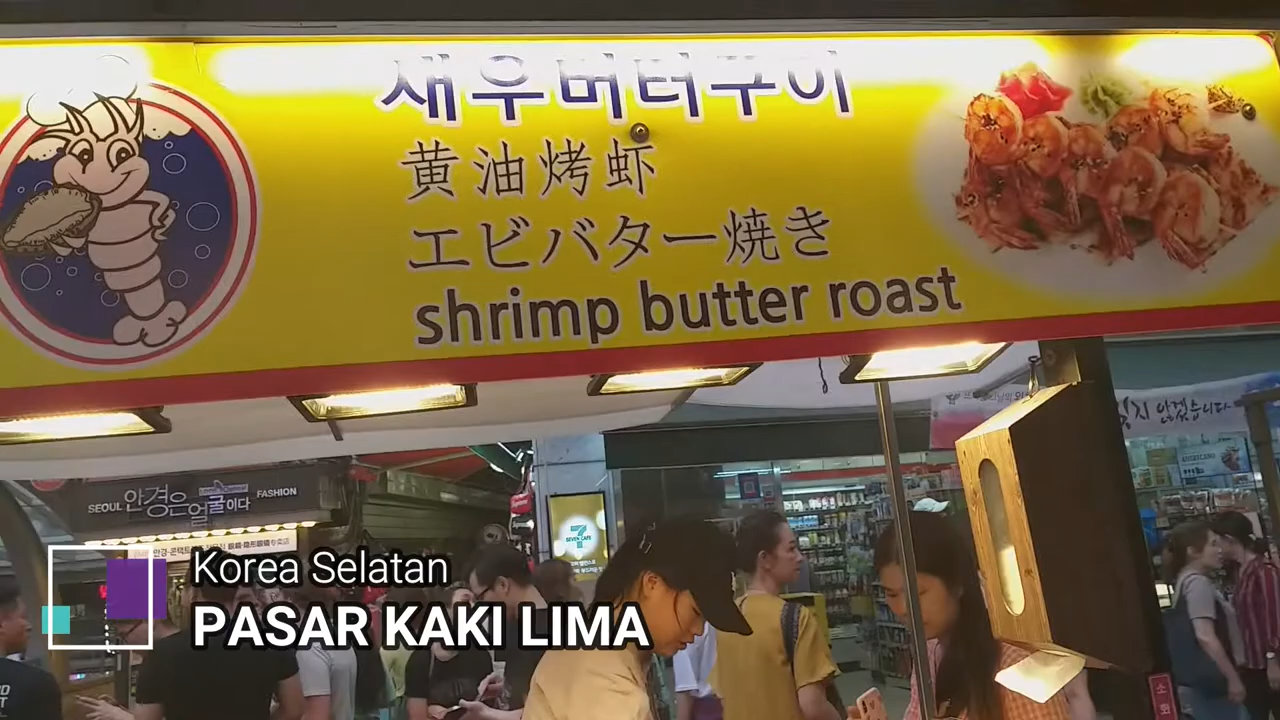 새우버터구이
黄油烤虾
エビバター焼き
shrimp butter roast
SEOUL 안경은 얼굴이다 FASHION
7
SEVEN CAFE
Korea Selatan
PASAR KAKI LIMA